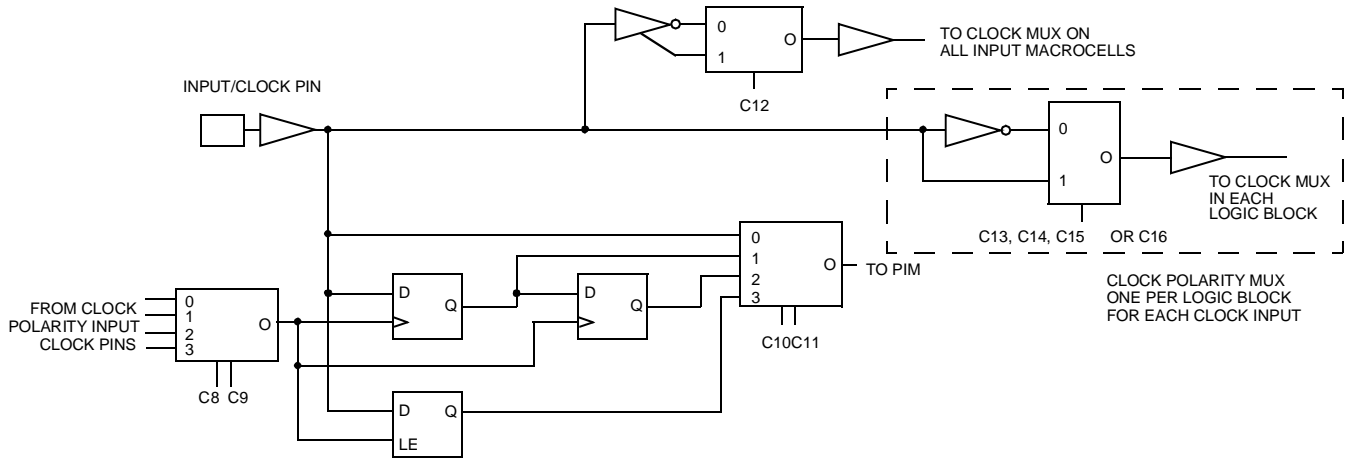 0
O
1
TO CLOCK MUX ON
ALL INPUT MACROCELLS
C12
INPUT/CLOCK PIN
0
O
1
TO CLOCK MUX
IN EACH
LOGIC BLOCK
C13, C14, C15 OR C16
CLOCK POLARITY MUX
ONE PER LOGIC BLOCK
FOR EACH CLOCK INPUT
0
1
2
3
O
TO PIM
C10C11
D
Q
D
Q
FROM CLOCK
POLARITY INPUT
CLOCK PINS
0
1
2
3
O
C8 C9
D
Q
LE